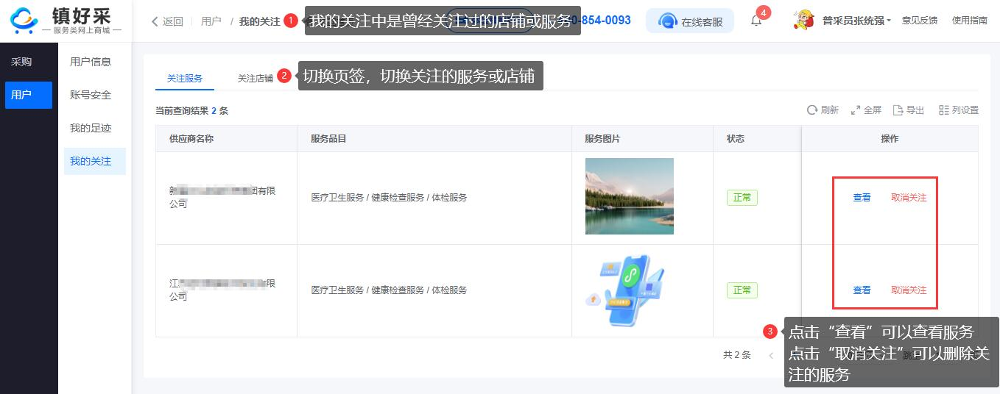 镇好采
服务类网上商城
返回 用户 / 我的关注 1 我的关注中是曾经关注过的店铺或服务 0-854-0093 在线客服 4 普采员张统强 意见反馈 使用指南
采购
用户
用户信息
账号安全
我的足迹
我的关注
关注服务 关注店铺 2 切换页签，切换关注的服务或店铺
当前查询结果 2 条 刷新 全屏 导出 列设置
供应商名称 服务品目 服务图片 状态 操作
团有限
公司
医疗卫生服务 / 健康检查服务 / 体检服务 正常 查看 取消关注
江
有限
公司
医疗卫生服务 / 健康检查服务 / 体检服务 正常 查看 取消关注
共 2 条
3 点击“查看”可以查看服务
点击“取消关注”可以删除关
注的服务